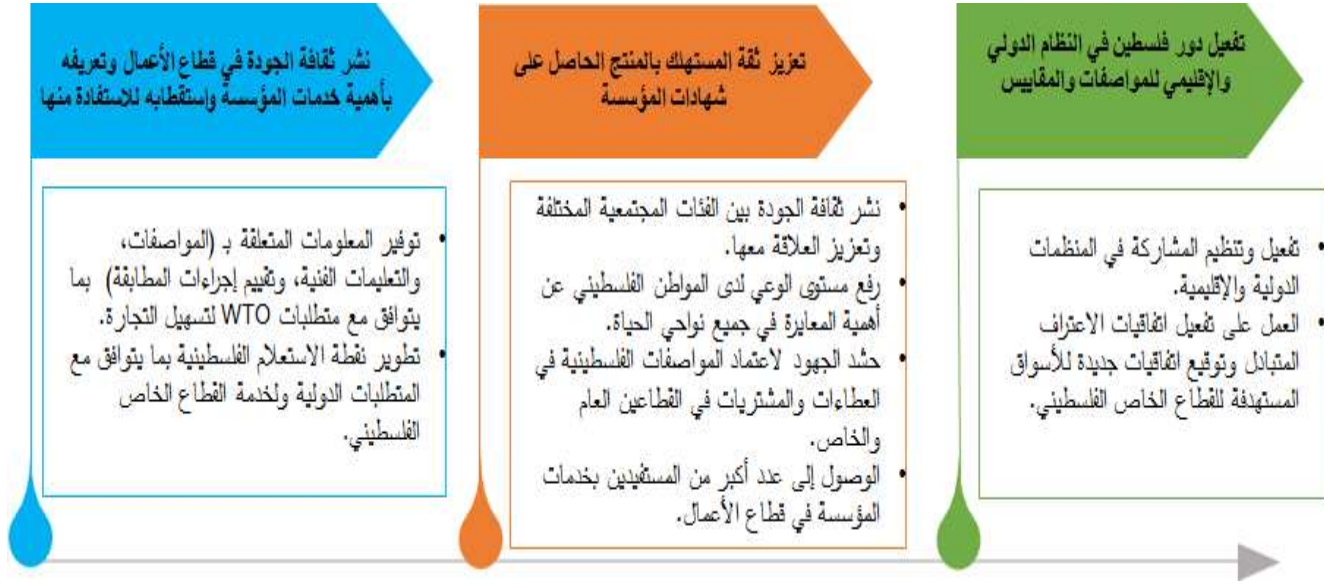 تفعيل دور فلسطين في النظام الدولي
والإقليمي للمواصفات والمقاييس
• تفعيل وتنظيم المشاركة في المنظمات
الدولية والإقليمية.
• العمل على تفعيل اتفاقيات الاعتراف
المتبادل وتوقيع اتفاقيات جديدة للأسواق
المستهدفة للقطاع الخاص الفلسطيني.
تعزيز ثقة المستهلك بالمنتج الحاصل على
شهادات المؤسسة
• نشر ثقافة الجودة بين الفئات المجتمعية المختلفة
وتعزيز العلاقة معها.
• رفع مستوى الوعي لدى المواطن الفلسطيني عن
أهمية المعايرة في جميع نواحي الحياة.
• حشد الجهود لاعتماد المواصفات الفلسطينية في
العطاءات والمشتريات في القطاعين العام
والخاص.
• الوصول إلى عدد أكبر من المستفيدين بخدمات
المؤسسة في قطاع الأعمال.
نشر ثقافة الجودة في قطاع الأعمال وتعريفه
بأهمية خدمات المؤسسة وإستقطابه للاستفادة منها
• توفير المعلومات المتعلقة بـ (المواصفات،
والتعليمات الفنية، وتقييم إجراءات المطابقة) بما
يتوافق مع متطلبات WTO لتسهيل التجارة.
• تطوير نقطة الاستعلام الفلسطينية بما يتوافق مع
المتطلبات الدولية ولخدمة القطاع الخاص
الفلسطيني.